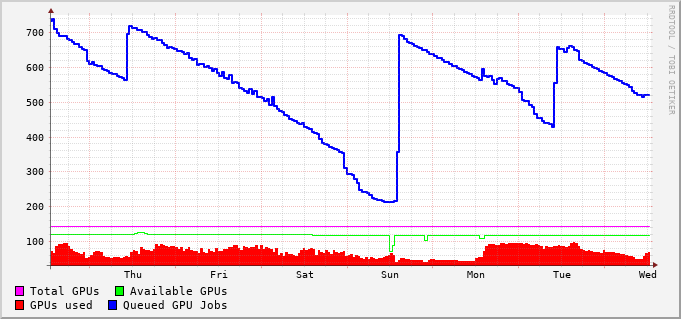 700
600
500
400
300
200
100
Thu Fri Sat Sun Mon Tue Wed
Total GPUs Available GPUs
GPUs used Queued GPU Jobs
RRDTOOL / TOBI OETIKER